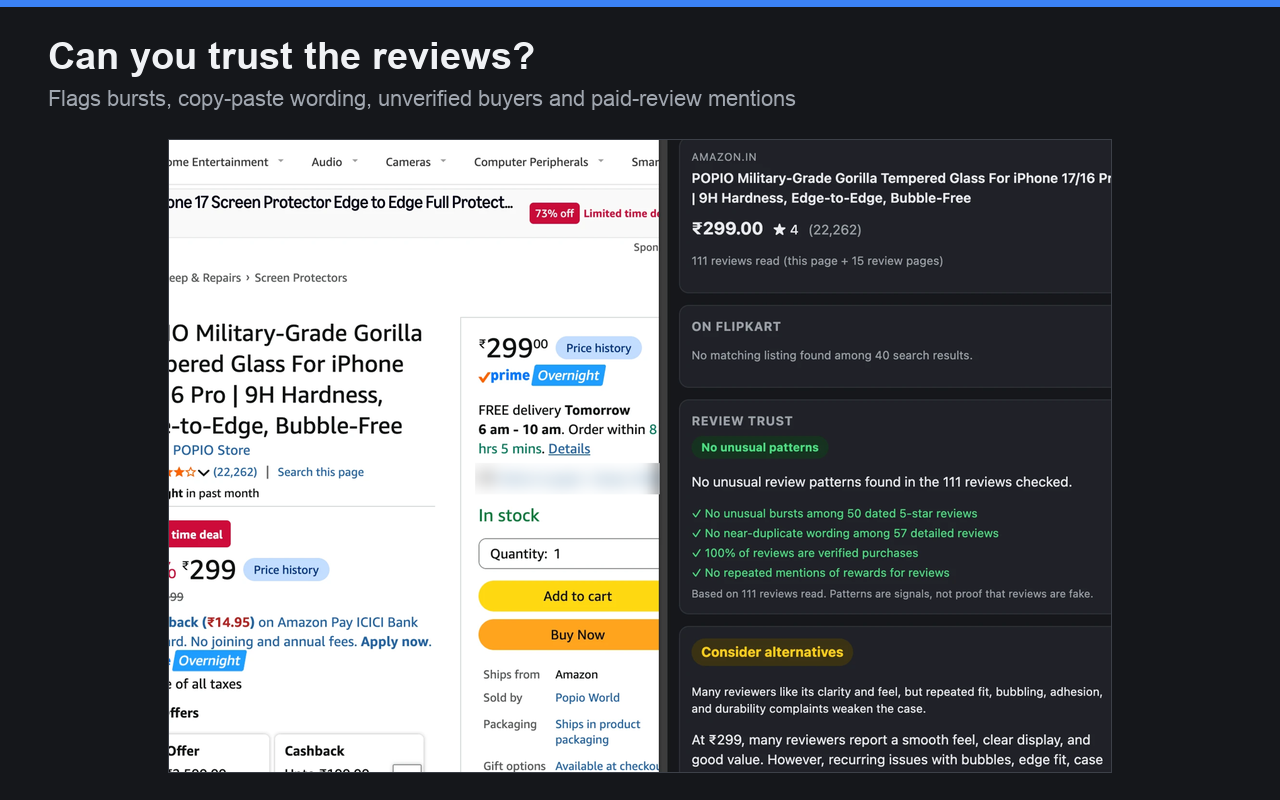 Can you trust the reviews?
Flags bursts, copy-paste wording, unverified buyers and paid-review mentions
ome Entertainment Audio Cameras Computer Peripherals Smar
one 17 Screen Protector Edge to Edge Full Protect...
73% off Limited time de
Spon
eep & Repairs › Screen Protectors
IO Military-Grade Gorilla
pered Glass For iPhone
6 Pro | 9H Hardness,
e-to-Edge, Bubble-Free
POPIO Store
(22,262) | Search this page
ght in past month
time deal
% ₹299 Price history
99
back (₹14.95) on Amazon Pay ICICI Bank
rd. No joining and annual fees. Apply now.
Overnight
e of all taxes
ffers
Offer
Cashback
₹29900 Price history
prime Overnight
FREE delivery Tomorrow
6 am - 10 am. Order within 8
hrs 5 mins. Details
In stock
Quantity: 1
Add to cart
Buy Now
Ships from Amazon
Sold by Popio World
Packaging Ships in product
packaging
Gift options Available at checkou
AMAZON.IN
POPIO Military-Grade Gorilla Tempered Glass For iPhone 17/16 Pr
| 9H Hardness, Edge-to-Edge, Bubble-Free
₹299.00 ★ 4 (22,262)
111 reviews read (this page + 15 review pages)
ON FLIPKART
No matching listing found among 40 search results.
REVIEW TRUST
No unusual patterns
No unusual review patterns found in the 111 reviews checked.
✓ No unusual bursts among 50 dated 5-star reviews
✓ No near-duplicate wording among 57 detailed reviews
✓ 100% of reviews are verified purchases
✓ No repeated mentions of rewards for reviews
Based on 111 reviews read. Patterns are signals, not proof that reviews are fake.
Consider alternatives
Many reviewers like its clarity and feel, but repeated fit, bubbling, adhesion,
and durability complaints weaken the case.
At ₹299, many reviewers report a smooth feel, clear display, and
good value. However, recurring issues with bubbles, edge fit, case